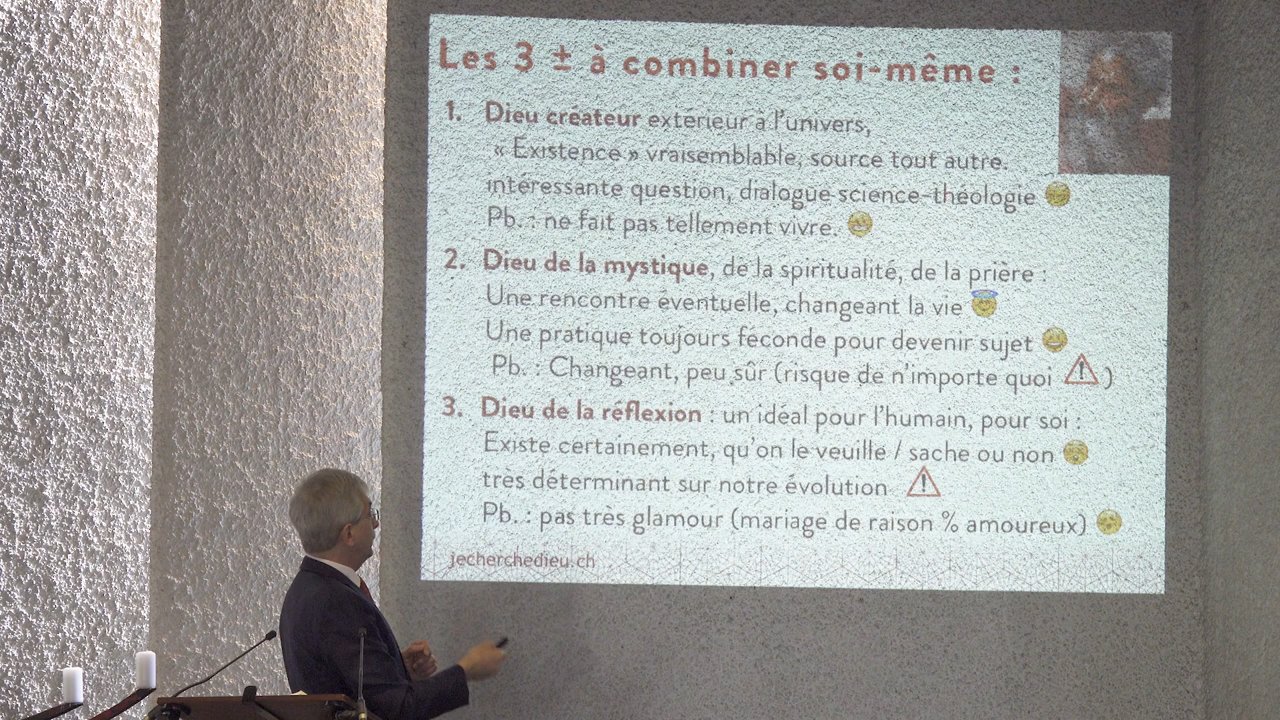 Les 3 ± à combiner soi-même :
1. Dieu créateur extérieur à l'univers,
« Existence » vraisemblable, source tout autre.
intéressante question, dialogue science-théologie
Pb. : ne fait pas tellement vivre.
2. Dieu de la mystique, de la spiritualité, de la prière :
Une rencontre éventuelle, changeant la vie
Une pratique toujours féconde pour devenir sujet
Pb. : Changeant, peu sûr (risque de n'importe quoi ⚠)
3. Dieu de la réflexion : un idéal pour l'humain, pour soi :
Existe certainement, qu'on le veuille / sache ou non
très déterminant sur notre évolution ⚠
Pb. : pas très glamour (mariage de raison % amoureux)
jecherchedieu.ch